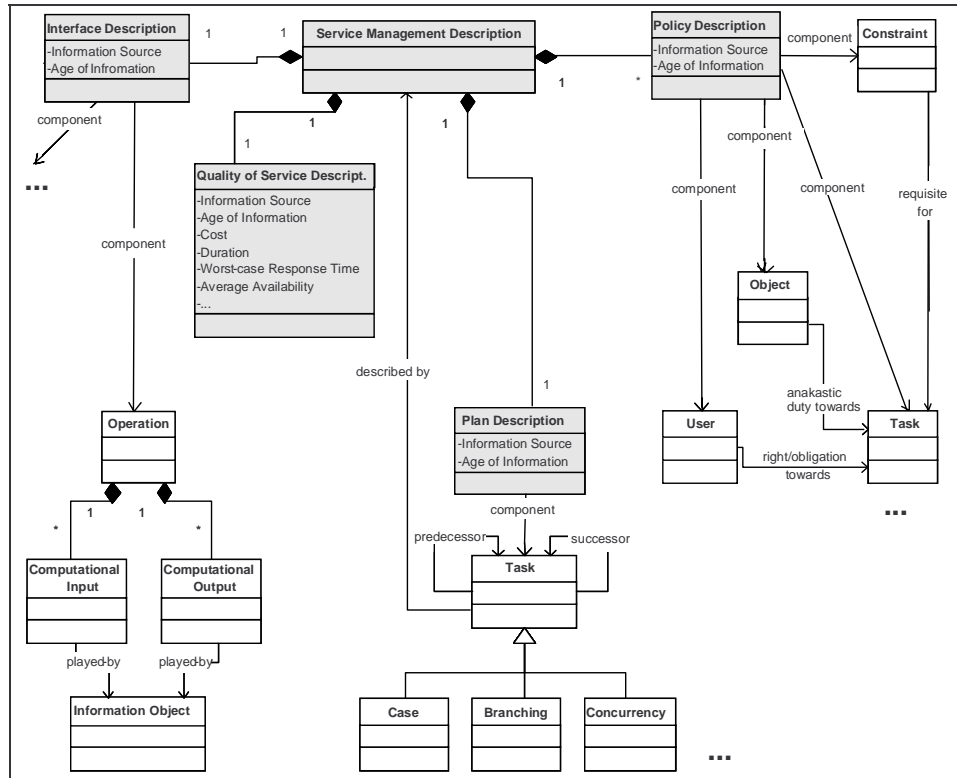 Interface Description
-Information Source
-Age of Infromation
1
1
Service Management Description
1
*
Policy Description
-Information Source
-Age of Information
component
Constraint
component
...
1
1
1
component
component
component
requisite
for
Quality of Service Descript.
-Information Source
-Age of Information
-Cost
-Duration
-Worst-case Response Time
-Average Availability
-...
component
Object
described by
1
anakastic
duty towards
Operation
Plan Description
-Information Source
-Age of Information
User
Task
right/obligation
towards
...
1
1
*
*
component
predecessor
successor
Computational
Input
Computational
Output
Task
played-by
played-by
Information Object
Case
Branching
Concurrency
...